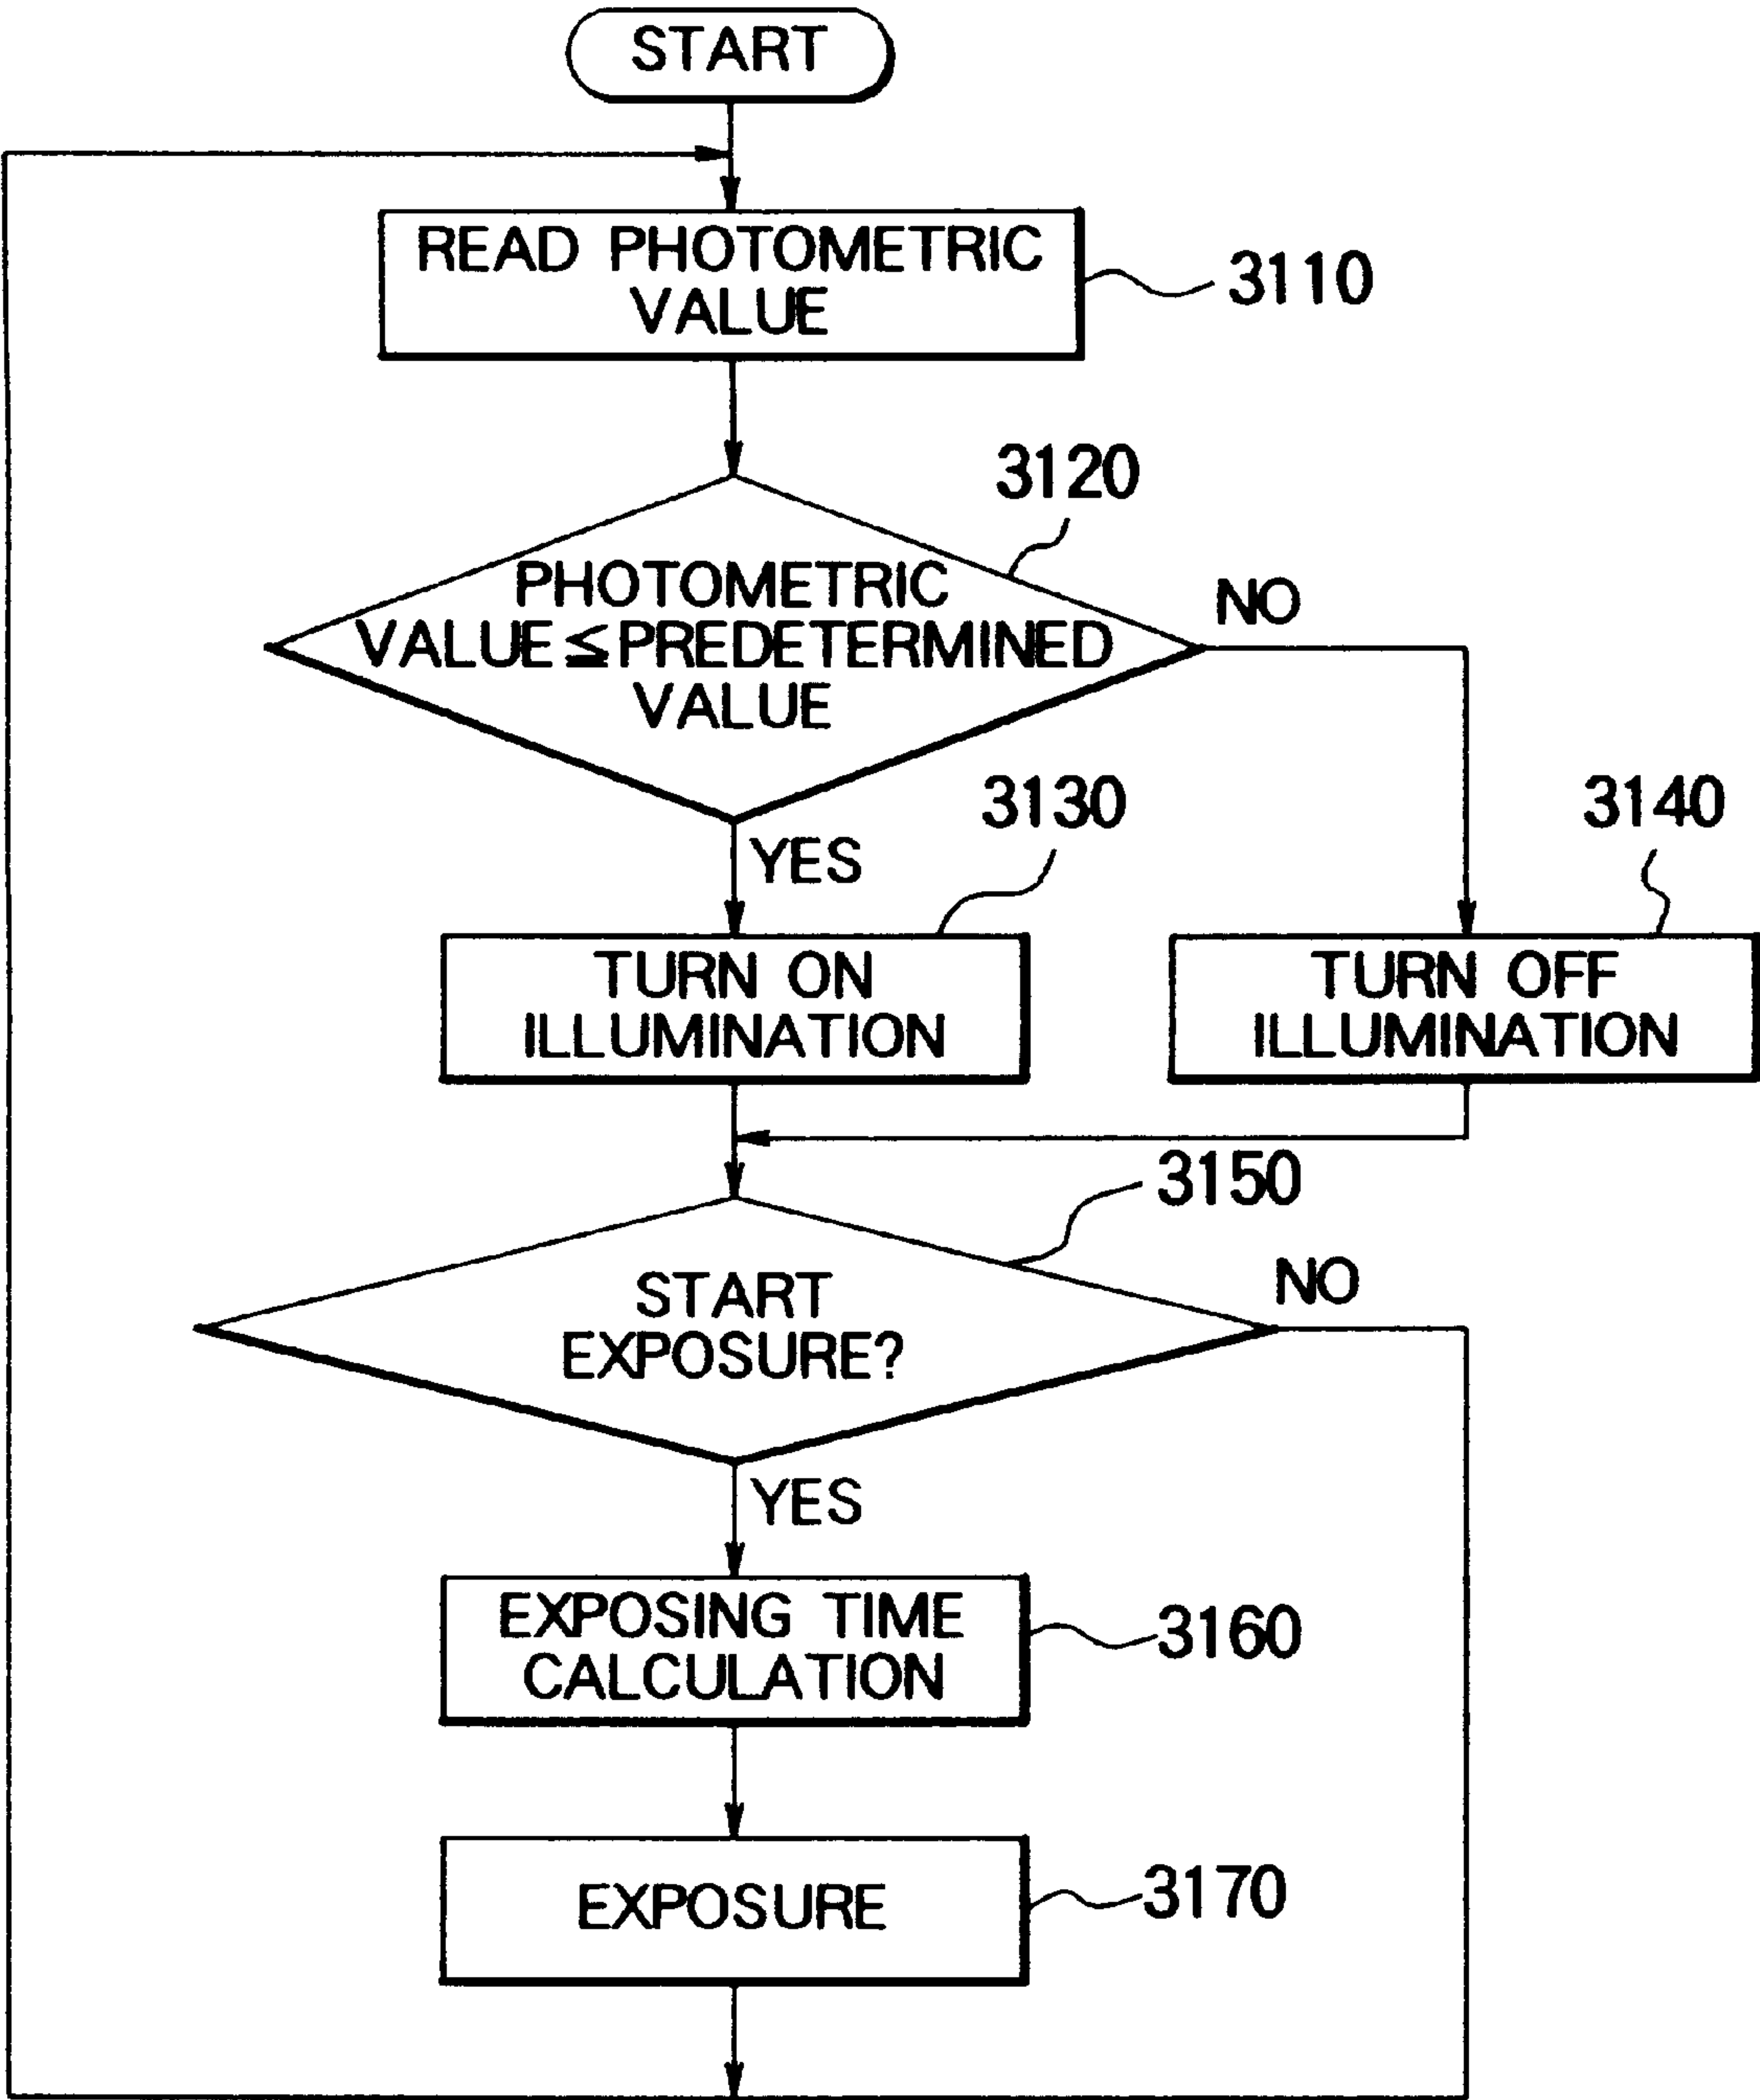 START
READ PHOTOMETRIC
VALUE
3110
3120
PHOTOMETRIC
VALUE≦PREDETERMINED
VALUE
NO
YES
3130
3140
TURN ON
ILLUMINATION
TURN OFF
ILLUMINATION
3150
START
EXPOSURE?
NO
YES
EXPOSING TIME
CALCULATION
3160
EXPOSURE
3170